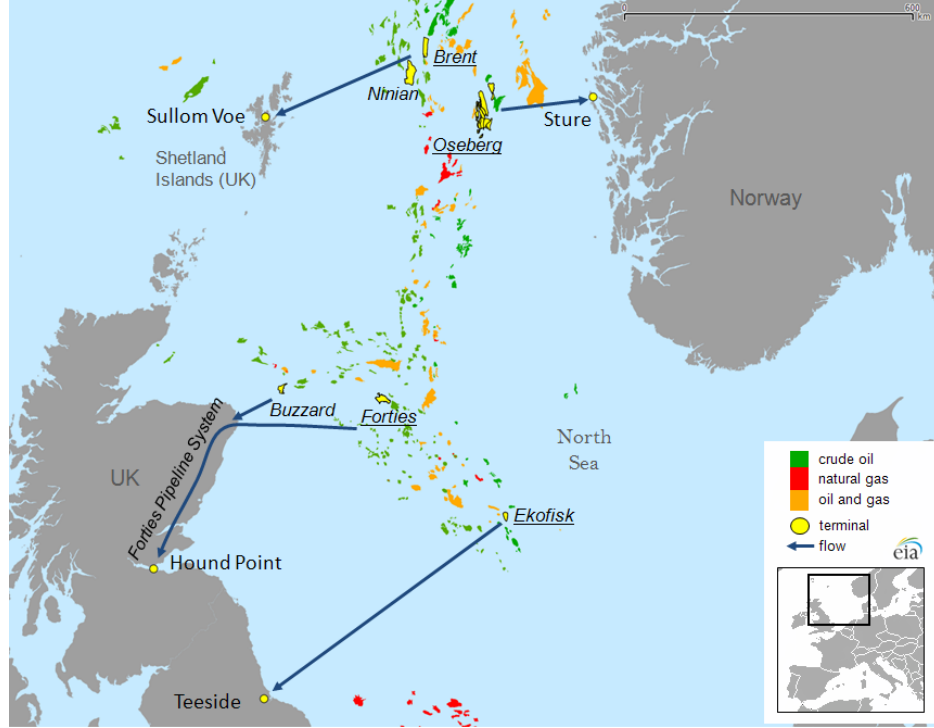 0
600
km
Brent
Ninian
Sullom Voe
Sture
Oseberg
Shetland
Islands (UK)
Norway
Buzzard
Forties
North
Sea
UK
Forties Pipeline System
Ekofisk
Hound Point
Teeside
crude oil
natural gas
oil and gas
terminal
flow
eia